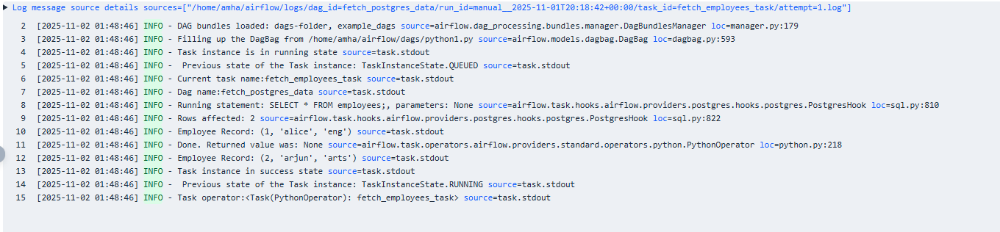 Log message source details sources=["/home/amha/airflow/logs/dag_id=fetch_postgres_data/run_id=manual__2025-11-01T20:18:42+00:00/task_id=fetch_employees_task/attempt=1.log"]
2 [2025-11-02 01:48:46] INFO - DAG bundles loaded: dags-folder, example_dags source=airflow.dag_processing.bundles.manager.DagBundlesManager loc=manager.py:179
3 [2025-11-02 01:48:46] INFO - Filling up the DagBag from /home/amha/airflow/dags/python1.py source=airflow.models.dagbag.DagBag loc=dagbag.py:593
4 [2025-11-02 01:48:46] INFO - Task instance is in running state source=task.stdout
5 [2025-11-02 01:48:46] INFO -  Previous state of the Task instance: TaskInstanceState.QUEUED source=task.stdout
6 [2025-11-02 01:48:46] INFO - Current task name:fetch_employees_task source=task.stdout
7 [2025-11-02 01:48:46] INFO - Dag name:fetch_postgres_data source=task.stdout
8 [2025-11-02 01:48:46] INFO - Running statement: SELECT * FROM employees;, parameters: None source=airflow.task.hooks.airflow.providers.postgres.hooks.postgres.PostgresHook loc=sql.py:810
9 [2025-11-02 01:48:46] INFO - Rows affected: 2 source=airflow.task.hooks.airflow.providers.postgres.hooks.postgres.PostgresHook loc=sql.py:822
10 [2025-11-02 01:48:46] INFO - Employee Record: (1, 'alice', 'eng') source=task.stdout
11 [2025-11-02 01:48:46] INFO - Done. Returned value was: None source=airflow.task.operators.airflow.providers.standard.operators.python.PythonOperator loc=python.py:218
12 [2025-11-02 01:48:46] INFO - Employee Record: (2, 'arjun', 'arts') source=task.stdout
13 [2025-11-02 01:48:46] INFO - Task instance in success state source=task.stdout
14 [2025-11-02 01:48:46] INFO -  Previous state of the Task instance: TaskInstanceState.RUNNING source=task.stdout
15 [2025-11-02 01:48:46] INFO - Task operator:<Task(PythonOperator): fetch_employees_task> source=task.stdout